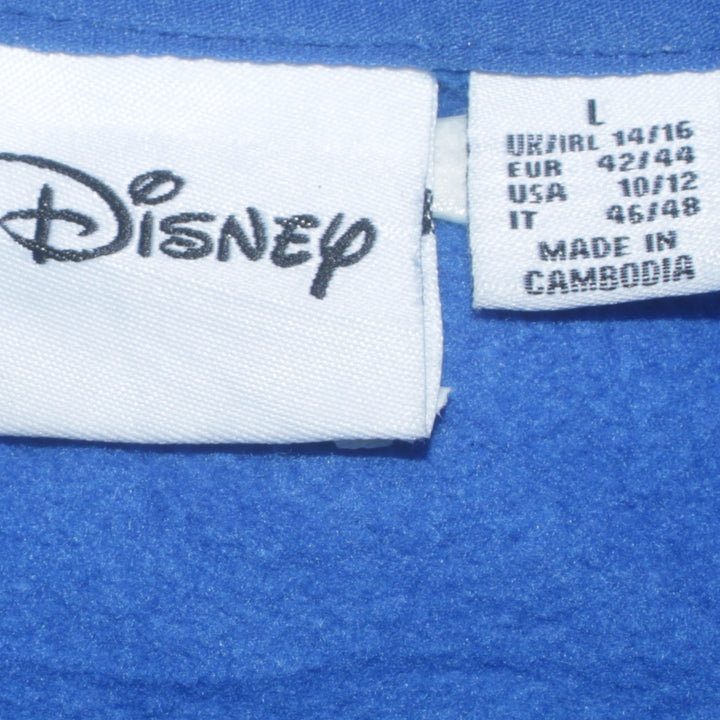 Disney
L
UK/IRL 14/16
EUR 42/44
USA 10/12
IT 46/48
MADE IN
CAMBODIA